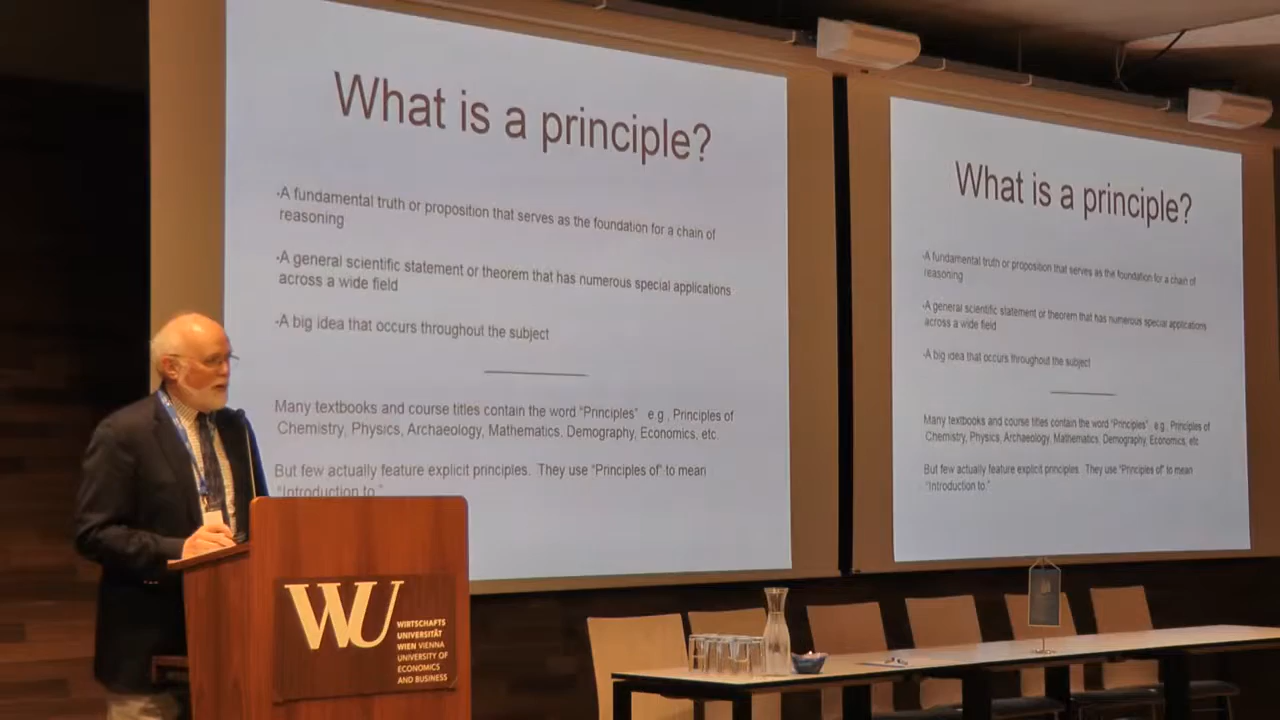 What is a principle?
·A fundamental truth or proposition that serves as the foundation for a chain of
reasoning
·A general scientific statement or theorem that has numerous special applications
across a wide field
·A big idea that occurs throughout the subject
Many textbooks and course titles contain the word “Principles” e.g., Principles of
Chemistry, Physics, Archaeology, Mathematics, Demography, Economics, etc.
But few actually feature explicit principles. They use “Principles of” to mean
“Introduction to.”
What is a principle?
·A fundamental truth or proposition that serves as the foundation for a chain of
reasoning
·A general scientific statement or theorem that has numerous special applications
across a wide field
·A big idea that occurs throughout the subject
Many textbooks and course titles contain the word “Principles” e.g., Principles of
Chemistry, Physics, Archaeology, Mathematics, Demography, Economics, etc.
But few actually feature explicit principles. They use “Principles of” to mean
“Introduction to.”
WU
WIRTSCHAFTS
UNIVERSITÄT
WIEN VIENNA
UNIVERSITY OF
ECONOMICS
AND BUSINESS